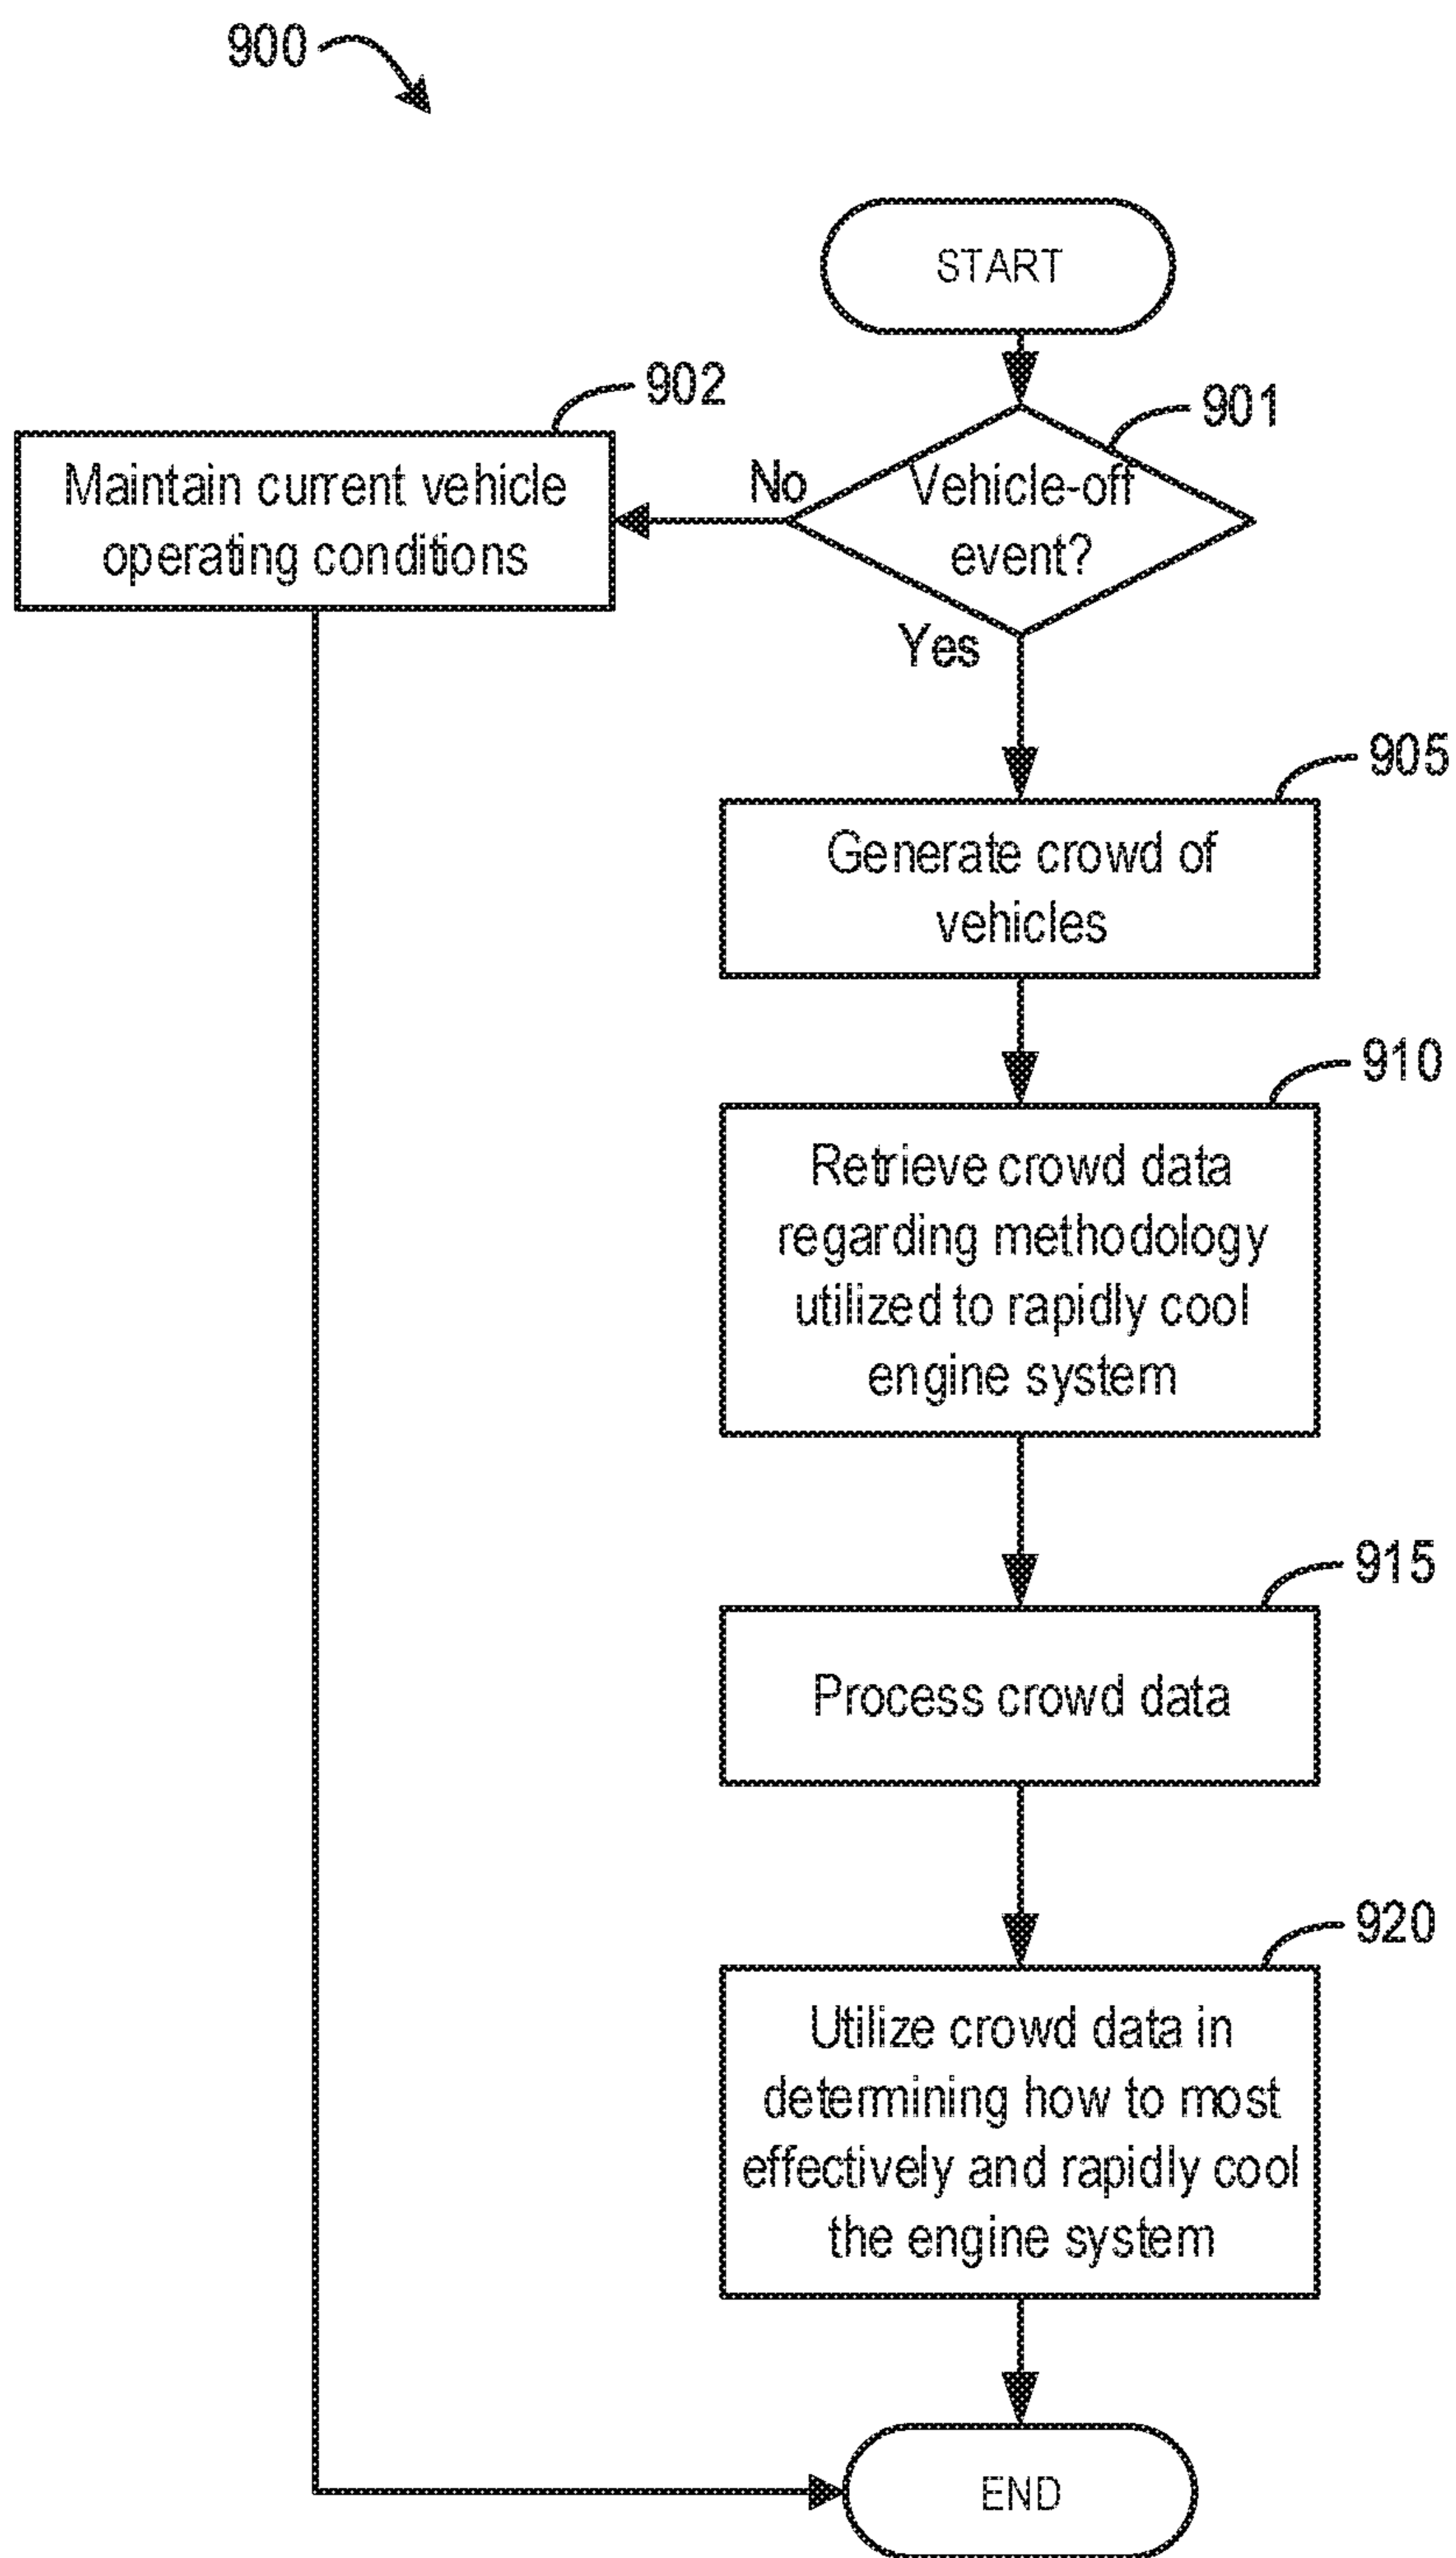 900
START
902
901
Maintain current vehicle
operating conditions
No
Vehicle-off
event?
Yes
905
Generate crowd of
vehicles
910
Retrieve crowd data
regarding methodology
utilized to rapidly cool
engine system
915
Process crowd data
920
Utilize crowd data in
determining how to most
effectively and rapidly cool
the engine system
END